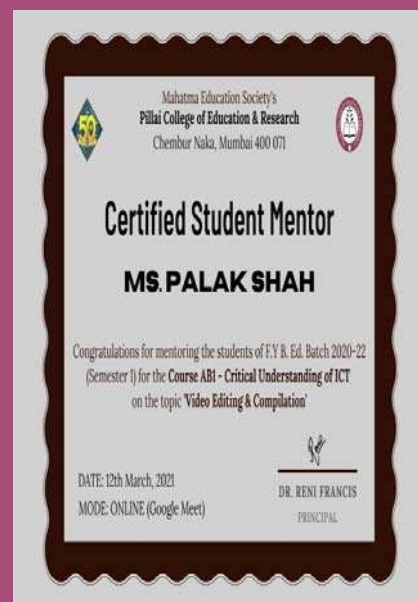 Mahatma Education Society's
Pillai College of Education & Research
Chembur Naka, Mumbai 400 071
50
Certified Student Mentor
MS. PALAK SHAH
Congratulations for mentoring the students of F.Y B. Ed. Batch 2020-22
(Semester I) for the Course AB1 - Critical Understanding of ICT
on the topic 'Video Editing & Compilation'
DATE: 12th March, 2021
MODE: ONLINE (Google Meet)
DR. RENI FRANCIS
PRINCIPAL